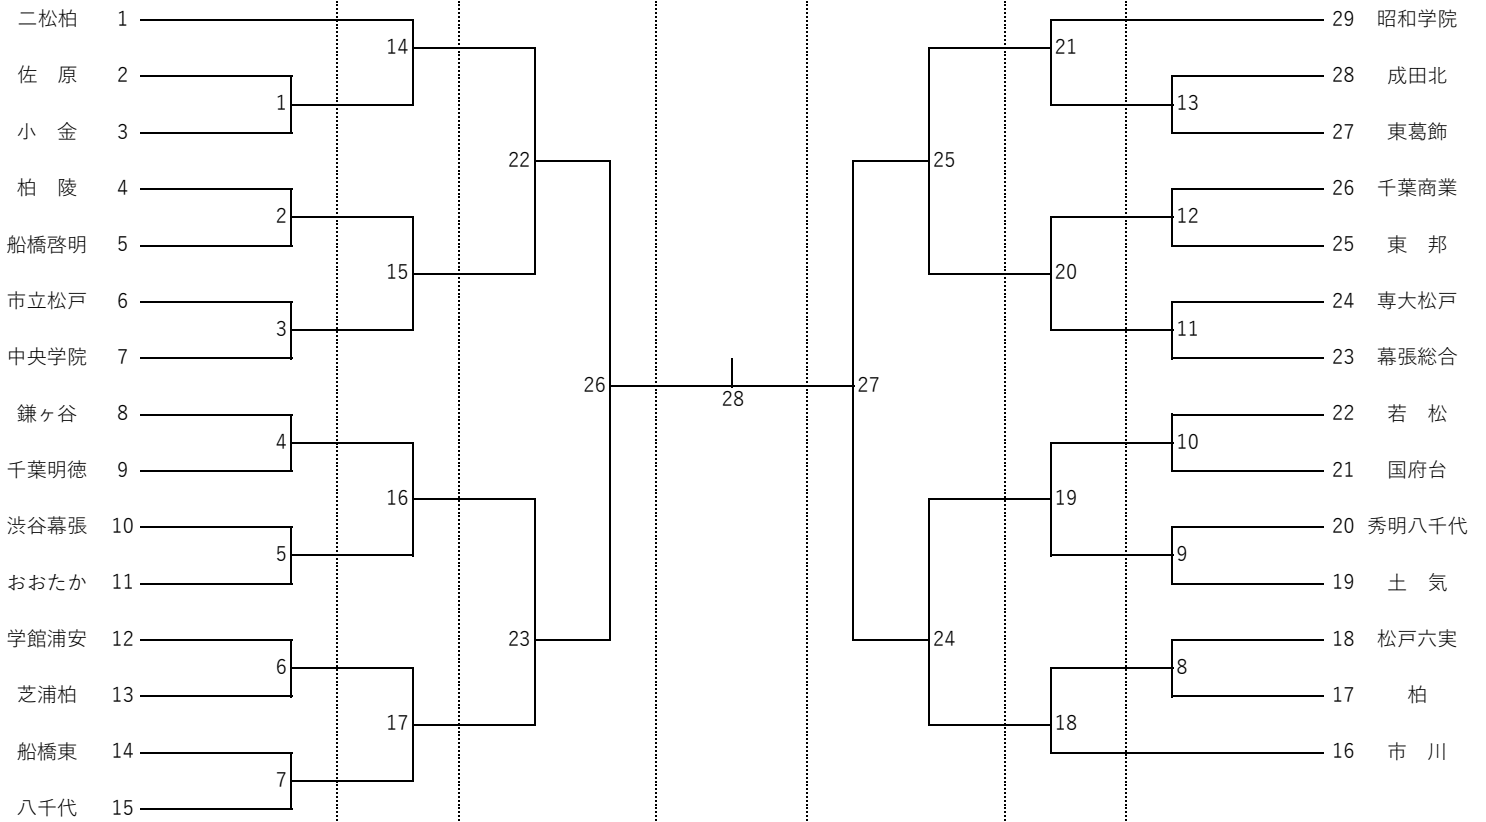 二松柏 1 14 21 29 昭和学院
佐　原 2 28 成田北
1 13
小　金 3 27 東葛飾
22 25
柏　陵 4 26 千葉商業
2 12
船橋啓明 5 25 東　邦
15 20
市立松戸 6 24 専大松戸
3 11
中央学院 7 23 幕張総合
26 28 27
鎌ヶ谷 8 22 若　松
4 10
千葉明徳 9 21 国府台
16 19
渋谷幕張 10 20 秀明八千代
5 9
おおたか 11 19 土　気
学館浦安 12 23 24 18 松戸六実
6 8
芝浦柏 13 17 柏
17 18
船橋東 14 16 市　川
7
八千代 15